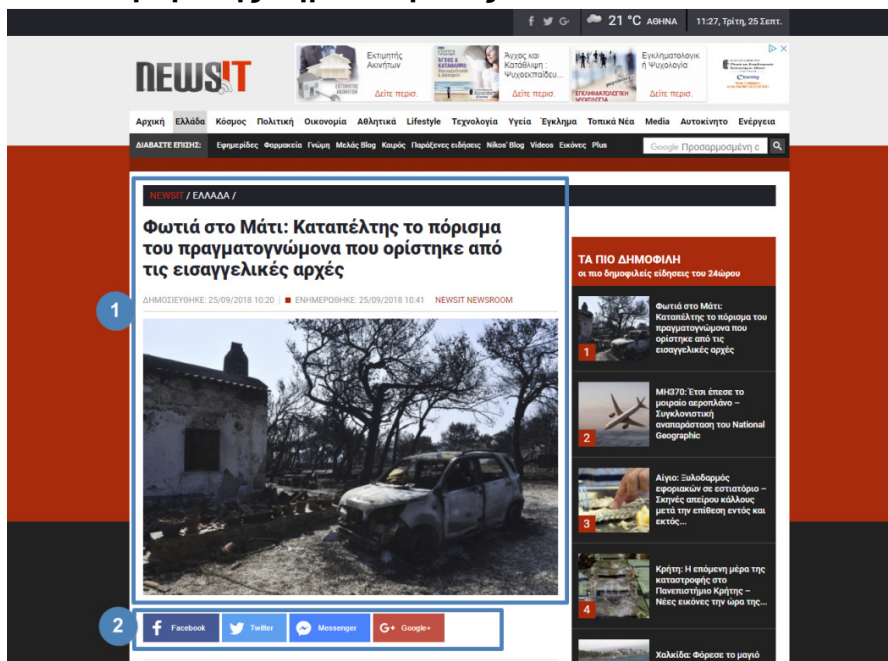 21 °C ΑΘΗΝΑ 11:27, Τρίτη, 25 Σεπτ.
NEWSIT
Εκτιμητής Ακινήτων
Δείτε περισ.
Άγχος και Κατάθλιψη : Ψυχοεκπαίδευ...
Δείτε περισ.
Εγκληματολογικ ή Ψυχολογία
Δείτε περισ.
Αρχική Ελλάδα Κόσμος Πολιτική Οικονομία Αθλητικά Lifestyle Τεχνολογία Υγεία Έγκλημα Τοπικά Νέα Media Αυτοκίνητο Ενέργεια
ΔΙΑΒΑΣΤΕ ΕΠΙΣΗΣ: Εφημερίδες Φαρμακεία Γνώμη Μελάς Blog Καιρός Παράξενες ειδήσεις Nikos' Blog Videos Εικόνες Plus Google Προσαρμοσμένη
NEWSIT / ΕΛΛΑΔΑ /
Φωτιά στο Μάτι: Καταπέλτης το πόρισμα
του πραγματογνώμονα που ορίστηκε από
τις εισαγγελικές αρχές
ΔΗΜΟΣΙΕΥΘΗΚΕ: 25/09/2018 10:20 ΕΝΗΜΕΡΩΘΗΚΕ: 25/09/2018 10:41 NEWSIT NEWSROOM
1
2
Facebook Twitter Messenger G+ Google+
ΤΑ ΠΙΟ ΔΗΜΟΦΙΛΗ
οι πιο δημοφιλείς είδησεις του 24ώρου
1
Φωτιά στο Μάτι:
Καταπέλτης το πόρισμα του
πραγματογνώμονα που
ορίστηκε από τις
εισαγγελικές αρχές
2
MH370: Έτσι έπεσε το
μοιραίο αεροπλάνο –
Συγκλονιστική
αναπαράσταση του National
Geographic
3
Αίγιο: Ξυλοδαρμός
εφοριακών σε εστιατόριο –
Σκηνές απείρου κάλλους
μετά την επίθεση εντός και
εκτός...
4
Κρήτη: Η επόμενη μέρα της
καταστροφής στο
Πανεπιστήμιο Κρήτης –
Νέες εικόνες την ώρα της...
Χαλκίδα: Φόρεσε το μαγιό